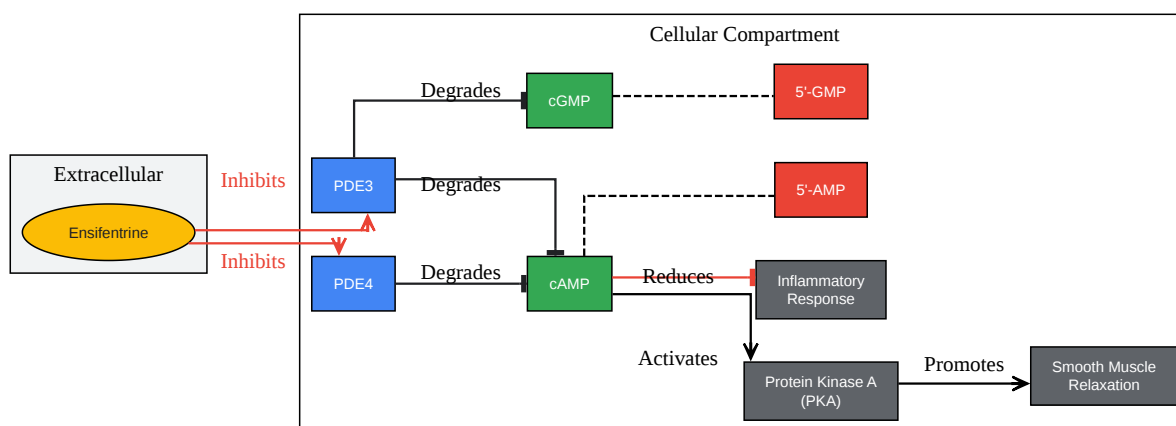 Cellular Compartment
Degrades
cGMP
5'-GMP
Extracellular
Inhibits
PDE3
Degrades
5'-AMP
Ensifentrine
Inhibits
PDE4
Degrades
cAMP
Reduces
Inflammatory
Response
Activates
Protein Kinase A
(PKA)
Promotes
Smooth Muscle
Relaxation